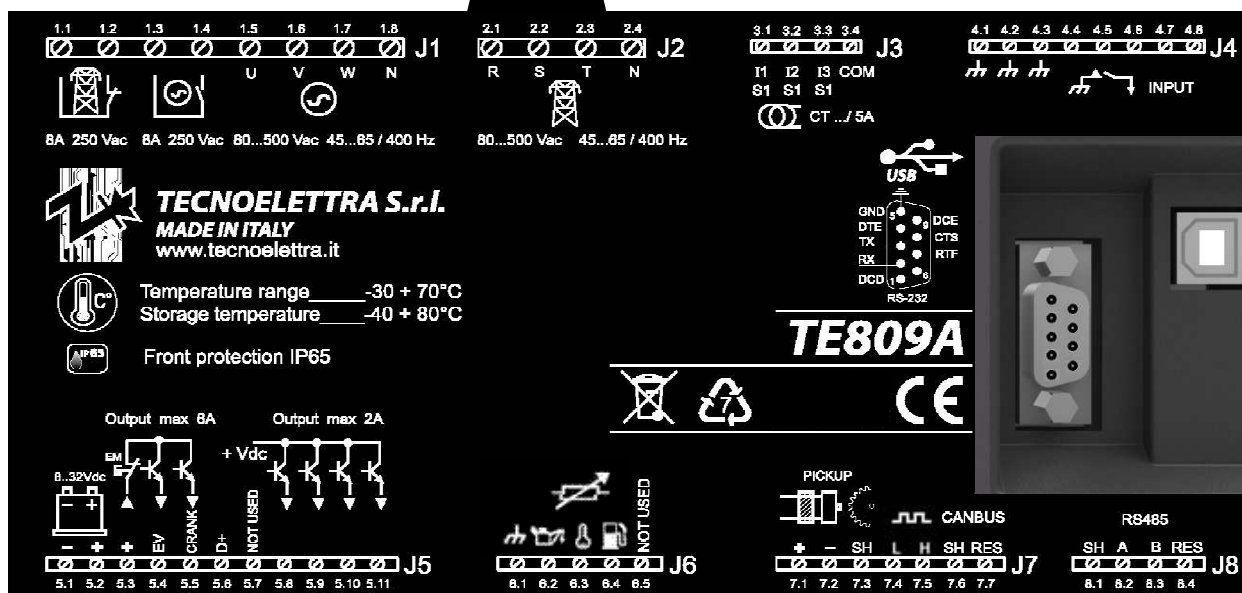 1.1 1.2 1.3 1.4 1.5 1.6 1.7 1.8 J1
U V W N
8A 250 Vac 8A 250 Vac 80...500 Vac 45...65 / 400 Hz
2.1 2.2 2.3 2.4 J2
R S T N
80...500 Vac 45...65 / 400 Hz
3.1 3.2 3.3 3.4 J3
I1 I2 I3 COM
S1 S1 S1
CT .../ 5A
4.1 4.2 4.3 4.4 4.5 4.6 4.7 4.8 J4
INPUT
TECNOELETTRA S.r.l.
MADE IN ITALY
www.tecnoelettra.it
C°
Temperature range_____-30 + 70°C
Storage temperature____-40 + 80°C
IP65
Front protection IP65
USB
GND 5 9 DCE
DTE CTS
TX RTF
RX
DCD 1 6
RS-232
TE809A
7
CE
Output max 6A
Output max 2A
EM
+ Vdc
8..32Vdc
- +
- + + EV CRANK D+ NOT USED
5.1 5.2 5.3 5.4 5.5 5.6 5.7 5.8 5.9 5.10 5.11 J5
NOT USED
6.1 6.2 6.3 6.4 6.5 J6
PICKUP
CANBUS
+ - SH L H SH RES
7.1 7.2 7.3 7.4 7.5 7.6 7.7 J7
RS485
SH A B RES
8.1 8.2 8.3 8.4 J8